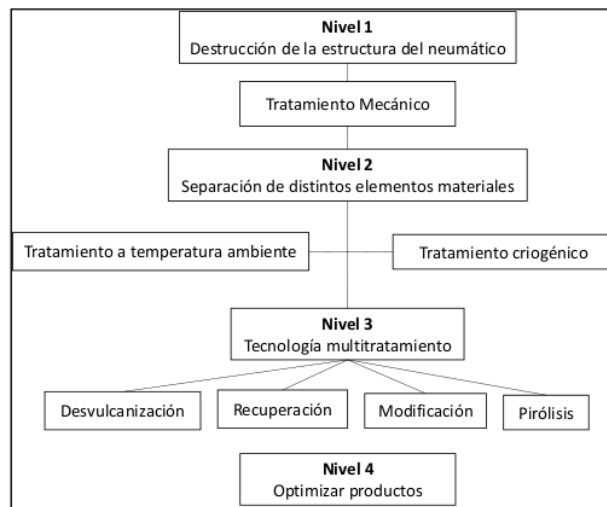 Nivel 1
Destrucción de la estructura del neumático
Tratamiento Mecánico
Nivel 2
Separación de distintos elementos materiales
Tratamiento a temperatura ambiente
Tratamiento criogénico
Nivel 3
Tecnología multitratamiento
Desvulcanización
Recuperación
Modificación
Pirólisis
Nivel 4
Optimizar productos